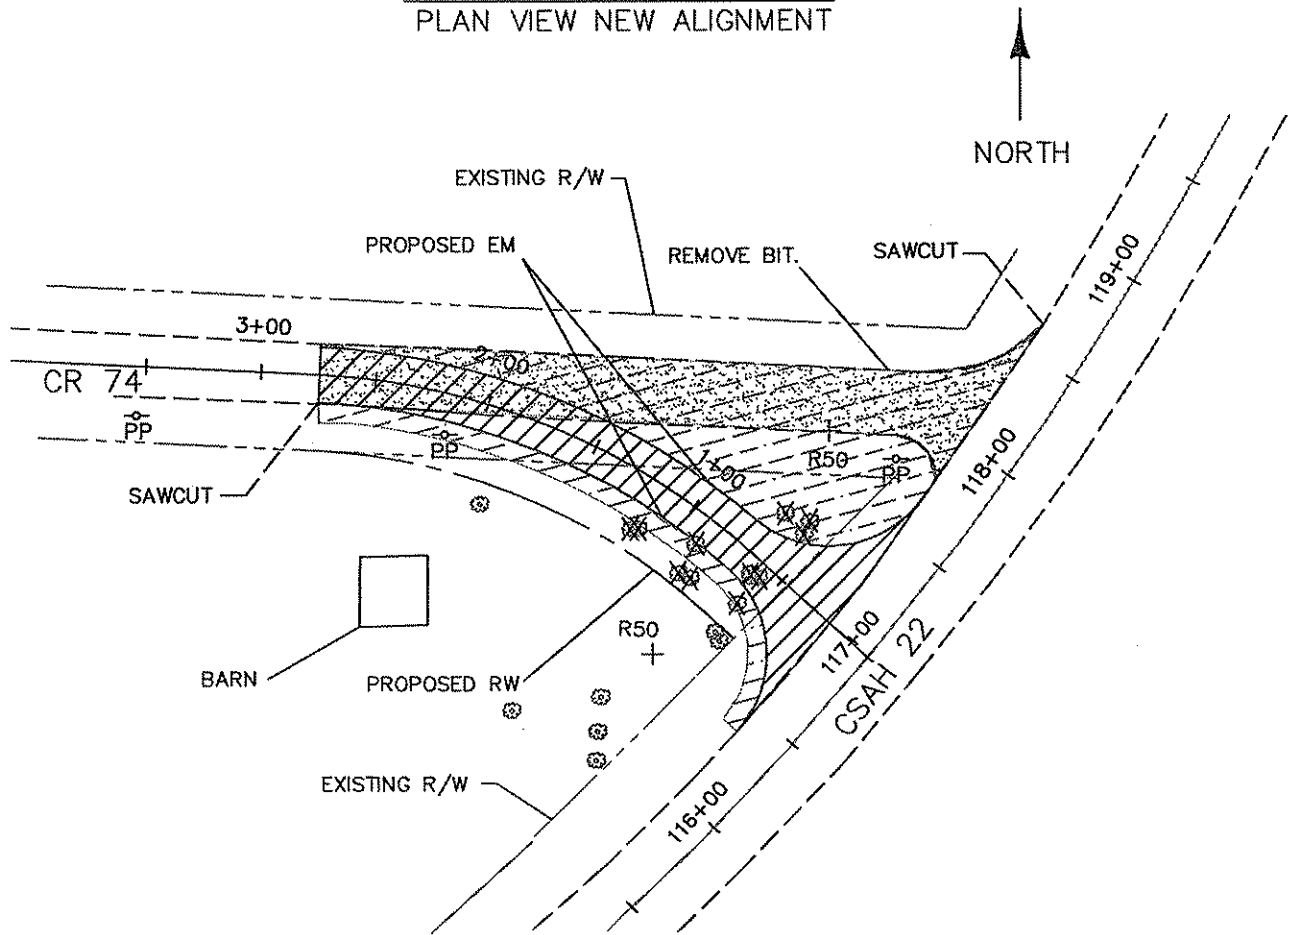 PLAN VIEW NEW ALIGNMENT
NORTH
EXISTING R/W
PROPOSED EM
REMOVE BIT.
SAWCUT
119+00
3+00
2+00
CR 74
PP
PP
R50
PP
1+00
118+00
SAWCUT
R50
117+00
BARN
PROPOSED RW
CSAH 22
EXISTING R/W
116+00